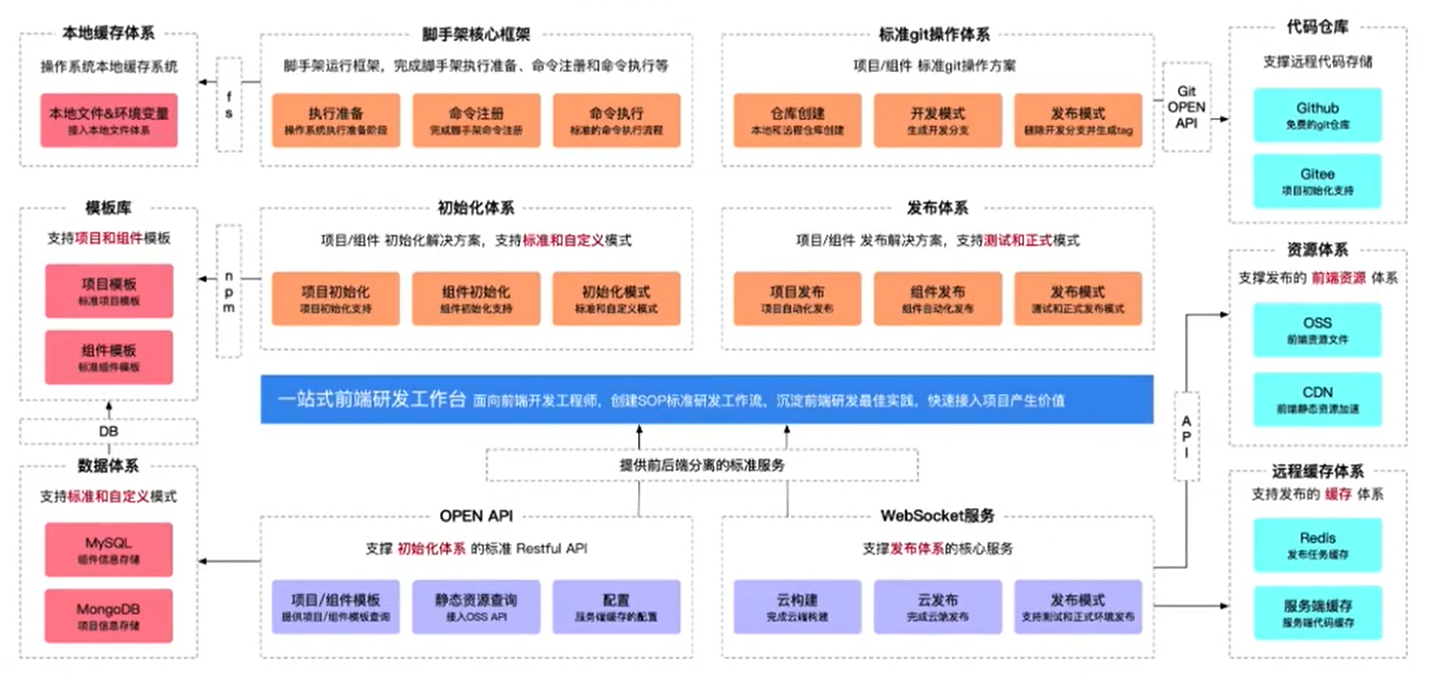 本地缓存体系
操作系统本地缓存系统
本地文件&环境变量
接入本地文件体系
fs
脚手架核心框架
脚手架运行框架，完成脚手架执行准备、命令注册和命令执行等
执行准备
操作系统执行准备阶段
命令注册
完成脚手架命令注册
命令执行
标准的命令执行流程
标准git操作体系
项目/组件 标准git操作方案
仓库创建
本地和远程仓库创建
开发模式
生成开发分支
发布模式
删除开发分支并生成tag
Git
OPEN
API
代码仓库
支撑远程代码存储
Github
免费的git仓库
Gitee
项目初始化支持
模板库
支持项目和组件模板
项目模板
标准项目模板
组件模板
标准组件模板
npm
初始化体系
项目/组件 初始化解决方案，支持标准和自定义模式
项目初始化
项目初始化支持
组件初始化
组件初始化支持
初始化模式
标准和自定义模式
发布体系
项目/组件 发布解决方案，支持测试和正式模式
项目发布
项目自动化发布
组件发布
组件自动化发布
发布模式
测试和正式发布模式
资源体系
支撑发布的 前端资源 体系
OSS
前端资源文件
CDN
前端静态资源加速
一站式前端研发工作台 面向前端开发工程师，创建SOP标准研发工作流，沉淀前端研发最佳实践，快速接入项目产生价值
DB
提供前后端分离的标准服务
API
数据体系
支持标准和自定义模式
MySQL
组件信息存储
MongoDB
项目信息存储
OPEN API
支撑 初始化体系 的标准 Restful API
项目/组件模板
提供项目/组件模板查询
静态资源查询
接入OSS API
配置
服务端缓存的配置
WebSocket服务
支撑发布体系的核心服务
云构建
完成云端构建
云发布
完成云端发布
发布模式
支持测试和正式环境发布
远程缓存体系
支持发布的 缓存 体系
Redis
发布任务缓存
服务端缓存
服务端代码缓存